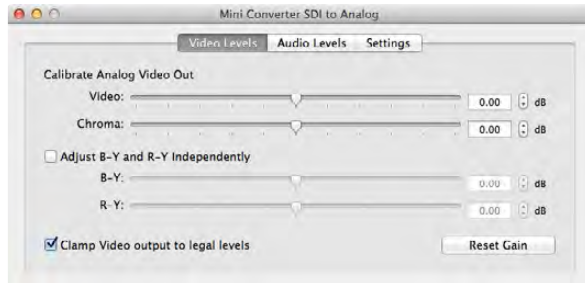 Mini Converter SDI to Analog
Video Levels Audio Levels Settings
Calibrate Analog Video Out
Video: 0.00 dB
Chroma: 0.00 dB
Adjust B-Y and R-Y Independently
B-Y: 0.00 dB
R-Y: 0.00 dB
Clamp Video output to legal levels Reset Gain